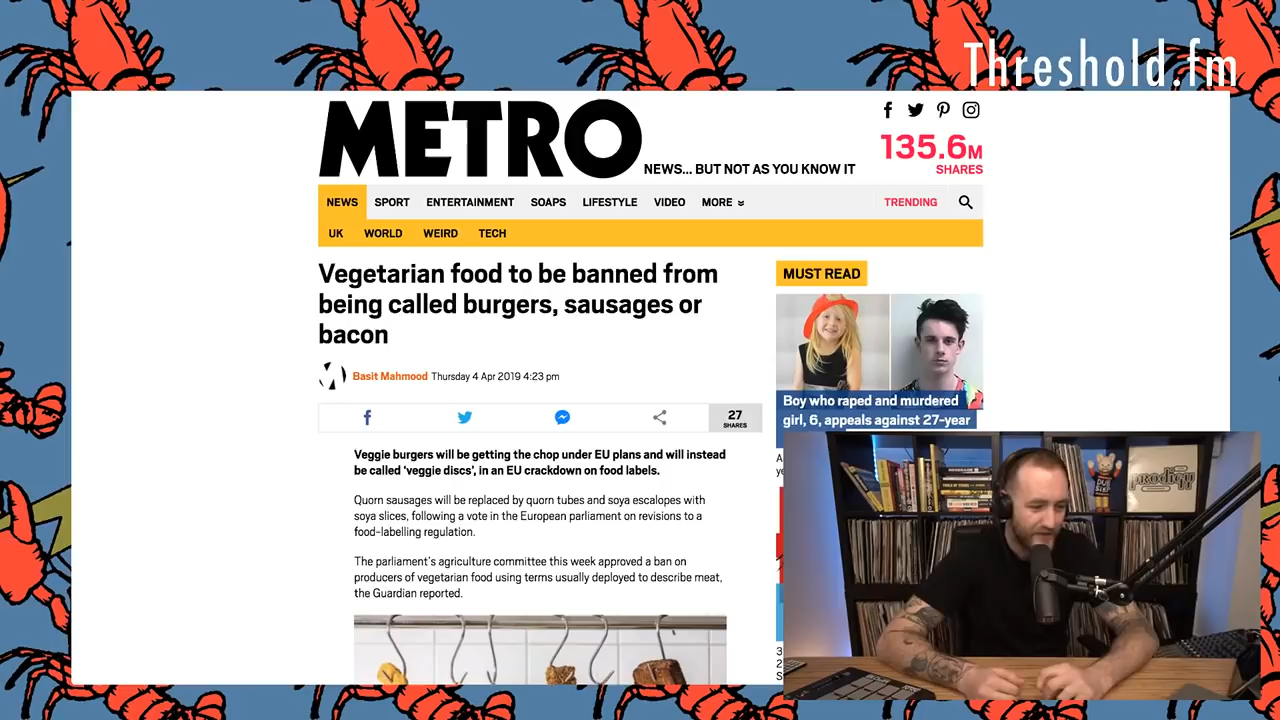 Threshold.fm
METRO
NEWS... BUT NOT AS YOU KNOW IT
135.6M
SHARES
NEWS SPORT ENTERTAINMENT SOAPS LIFESTYLE VIDEO MORE TRENDING
UK WORLD WEIRD TECH
Vegetarian food to be banned from
being called burgers, sausages or
bacon
Basit Mahmood Thursday 4 Apr 2019 4:23 pm
27
SHARES
Veggie burgers will be getting the chop under EU plans and will instead
be called ‘veggie discs’, in an EU crackdown on food labels.
Quorn sausages will be replaced by quorn tubes and soya escalopes with
soya slices, following a vote in the European parliament on revisions to a
food-labelling regulation.
The parliament’s agriculture committee this week approved a ban on
producers of vegetarian food using terms usually deployed to describe meat,
the Guardian reported.
MUST READ
Boy who raped and murdered
girl, 6, appeals against 27-year
prodigy